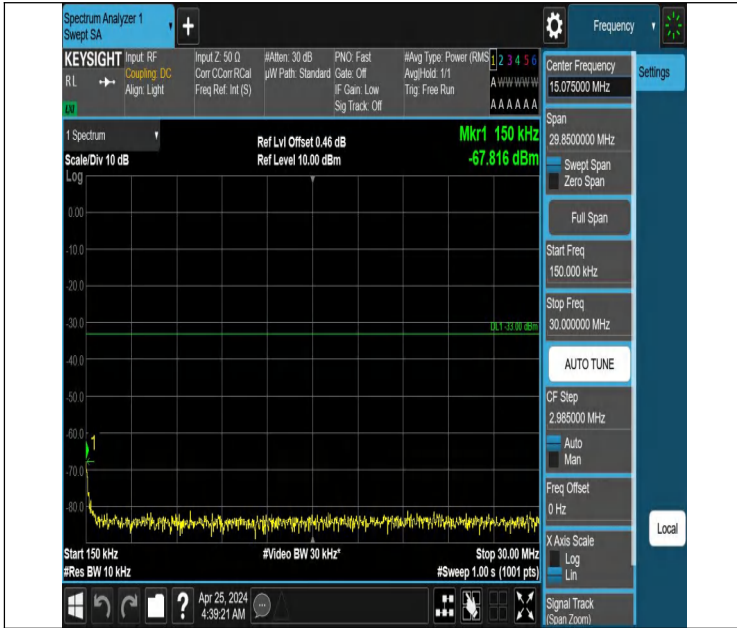 Spectrum Analyzer 1
Swept SA
Frequency
KEYSIGHT
RL
Input: RF
Coupling: DC
Align: Light
Input Z: 50 Ω
Corr CCorr RCal
Freq Ref: Int (S)
#Atten: 30 dB
µW Path: Standard
PNO: Fast
Gate: Off
IF Gain: Low
Sig Track: Off
#Avg Type: Power (RMS
Avg|Hold: 1/1
Trig: Free Run
1 2 3 4 5 6
A W W W W W
A A A A A A
1 Spectrum
Scale/Div 10 dB
Log
Ref Lvl Offset 0.46 dB
Ref Level 10.00 dBm
Mkr1 150 kHz
-67.816 dBm
0.00
-10.0
-20.0
-30.0
DL1 -33.00 dBm
-40.0
-50.0
-60.0
1
-70.0
-80.0
Start 150 kHz
#Video BW 30 kHz*
Stop 30.00 MHz
#Res BW 10 kHz
#Sweep 1.00 s (1001 pts)
Apr 25, 2024
4:39:21 AM
Center Frequency
15.075000 MHz
Settings
Span
29.8500000 MHz
Swept Span
Zero Span
Full Span
Start Freq
150.000 kHz
Stop Freq
30.000000 MHz
AUTO TUNE
CF Step
2.985000 MHz
Auto
Man
Freq Offset
0 Hz
X Axis Scale
Log
Lin
Local
Signal Track
(Span Zoom)